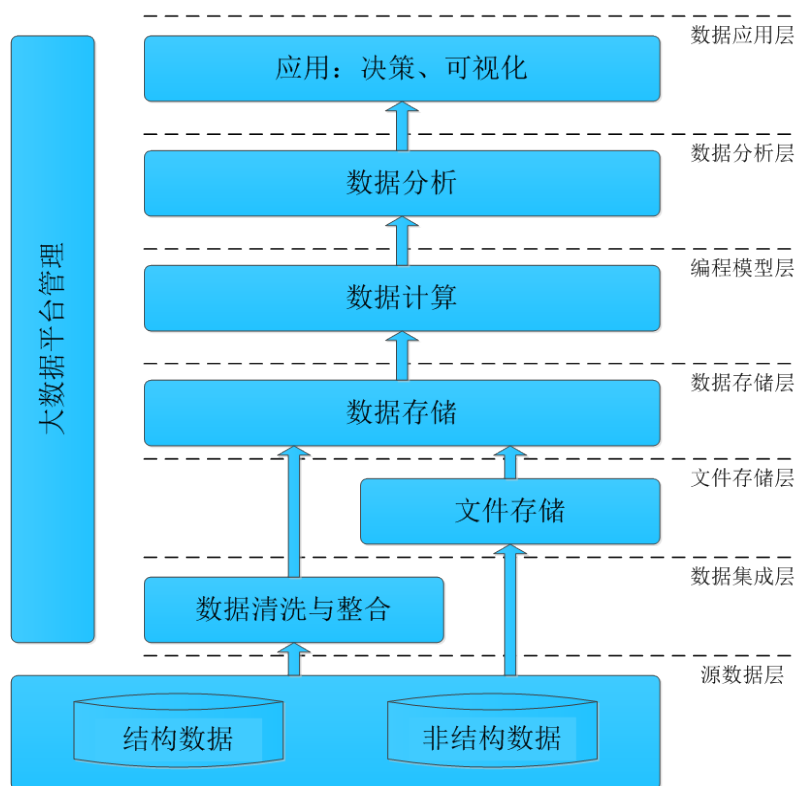 数据应用层
应用：决策、可视化
数据分析层
数据分析
编程模型层
数据计算
数据存储层
数据存储
文件存储层
文件存储
数据集成层
数据清洗与整合
源数据层
结构数据
非结构数据
大数据平台管理